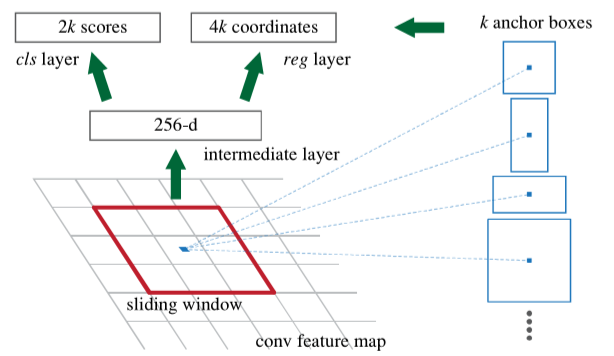 2k scores
4k coordinates
k anchor boxes
cls layer
reg layer
256-d
intermediate layer
sliding window
conv feature map